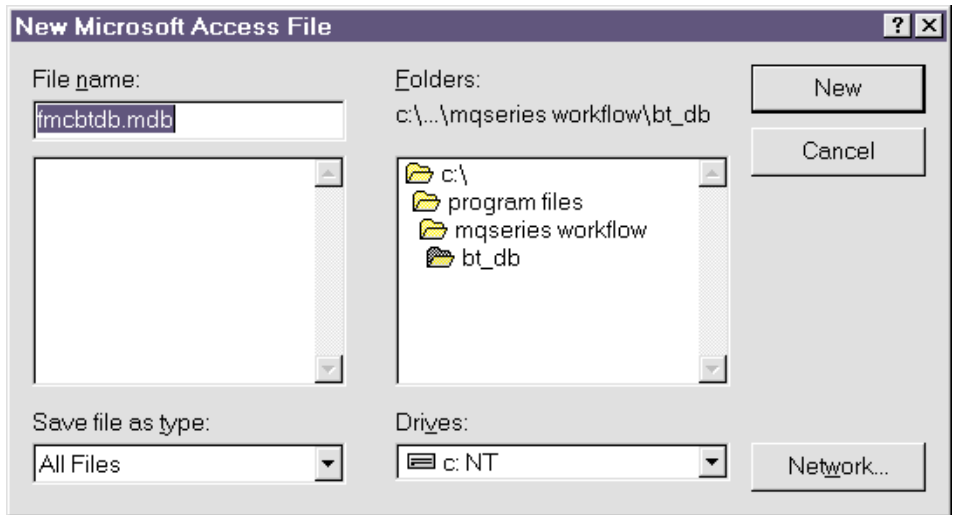 New Microsoft Access File
File name:
fmcbtdb.mdb
Folders:
c:\...\mqseries workflow\bt_db
c:\
program files
mqseries workflow
bt_db
New
Cancel
Save file as type:
All Files
Drives:
c: NT
Network...